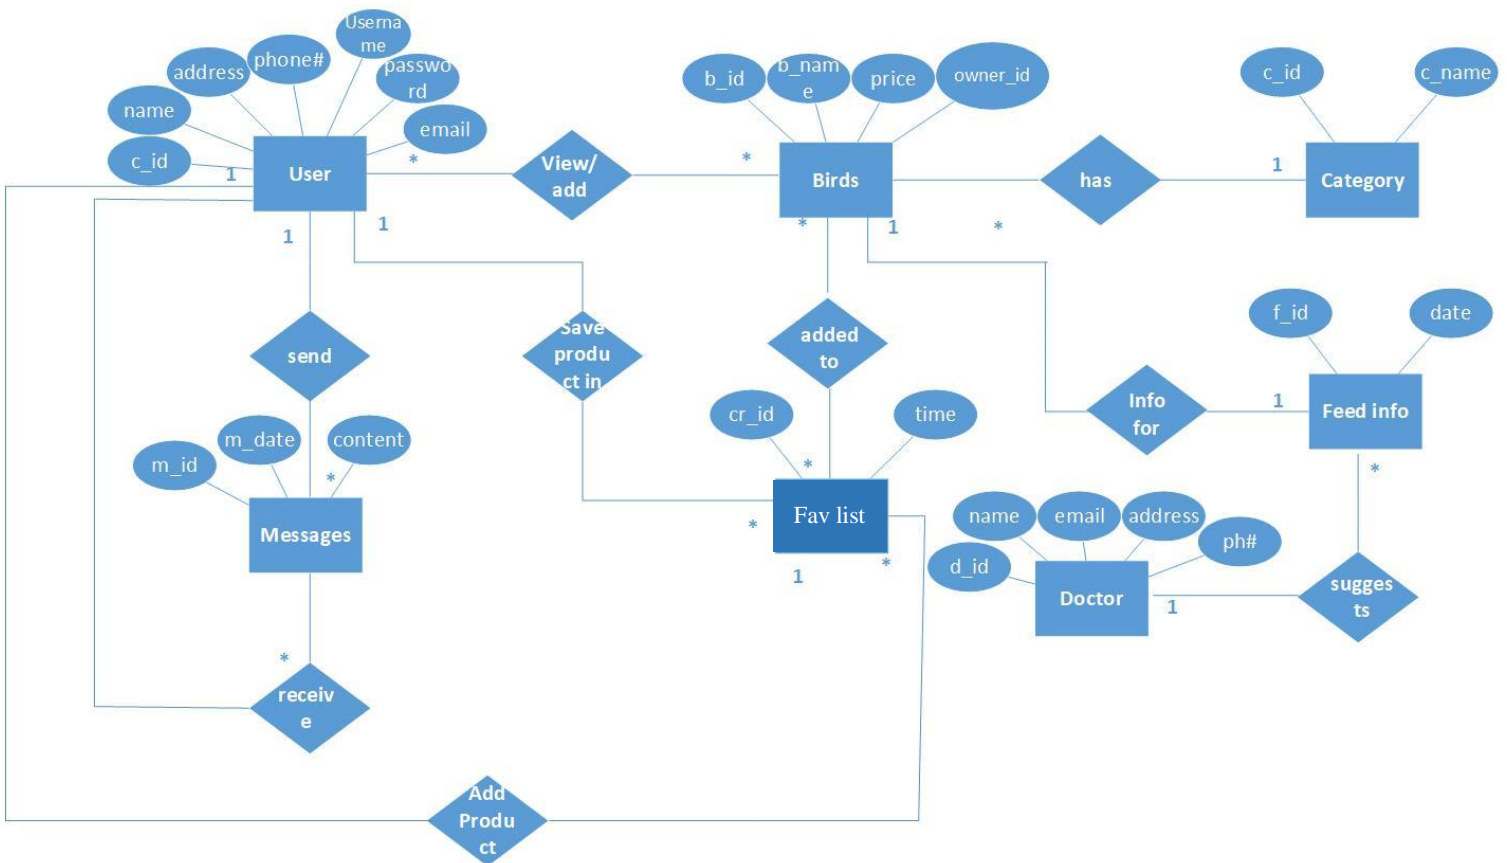 Userna
me
phone#
address
passwo
rd
name
email
c_id
User
1
*
1
1
View/
add
*
b_id
b_nam
e
price
owner_id
Birds
*
1
*
has
1
c_id
c_name
Category
send
Save
produ
ct in
added
to
Info
for
1
f_id
date
Feed info
*
m_id
m_date
content
*
Messages
cr_id
time
*
Fav list
*
1
*
name
email
address
ph#
d_id
Doctor
1
sugges
ts
*
receiv
e
Add
Produ
ct